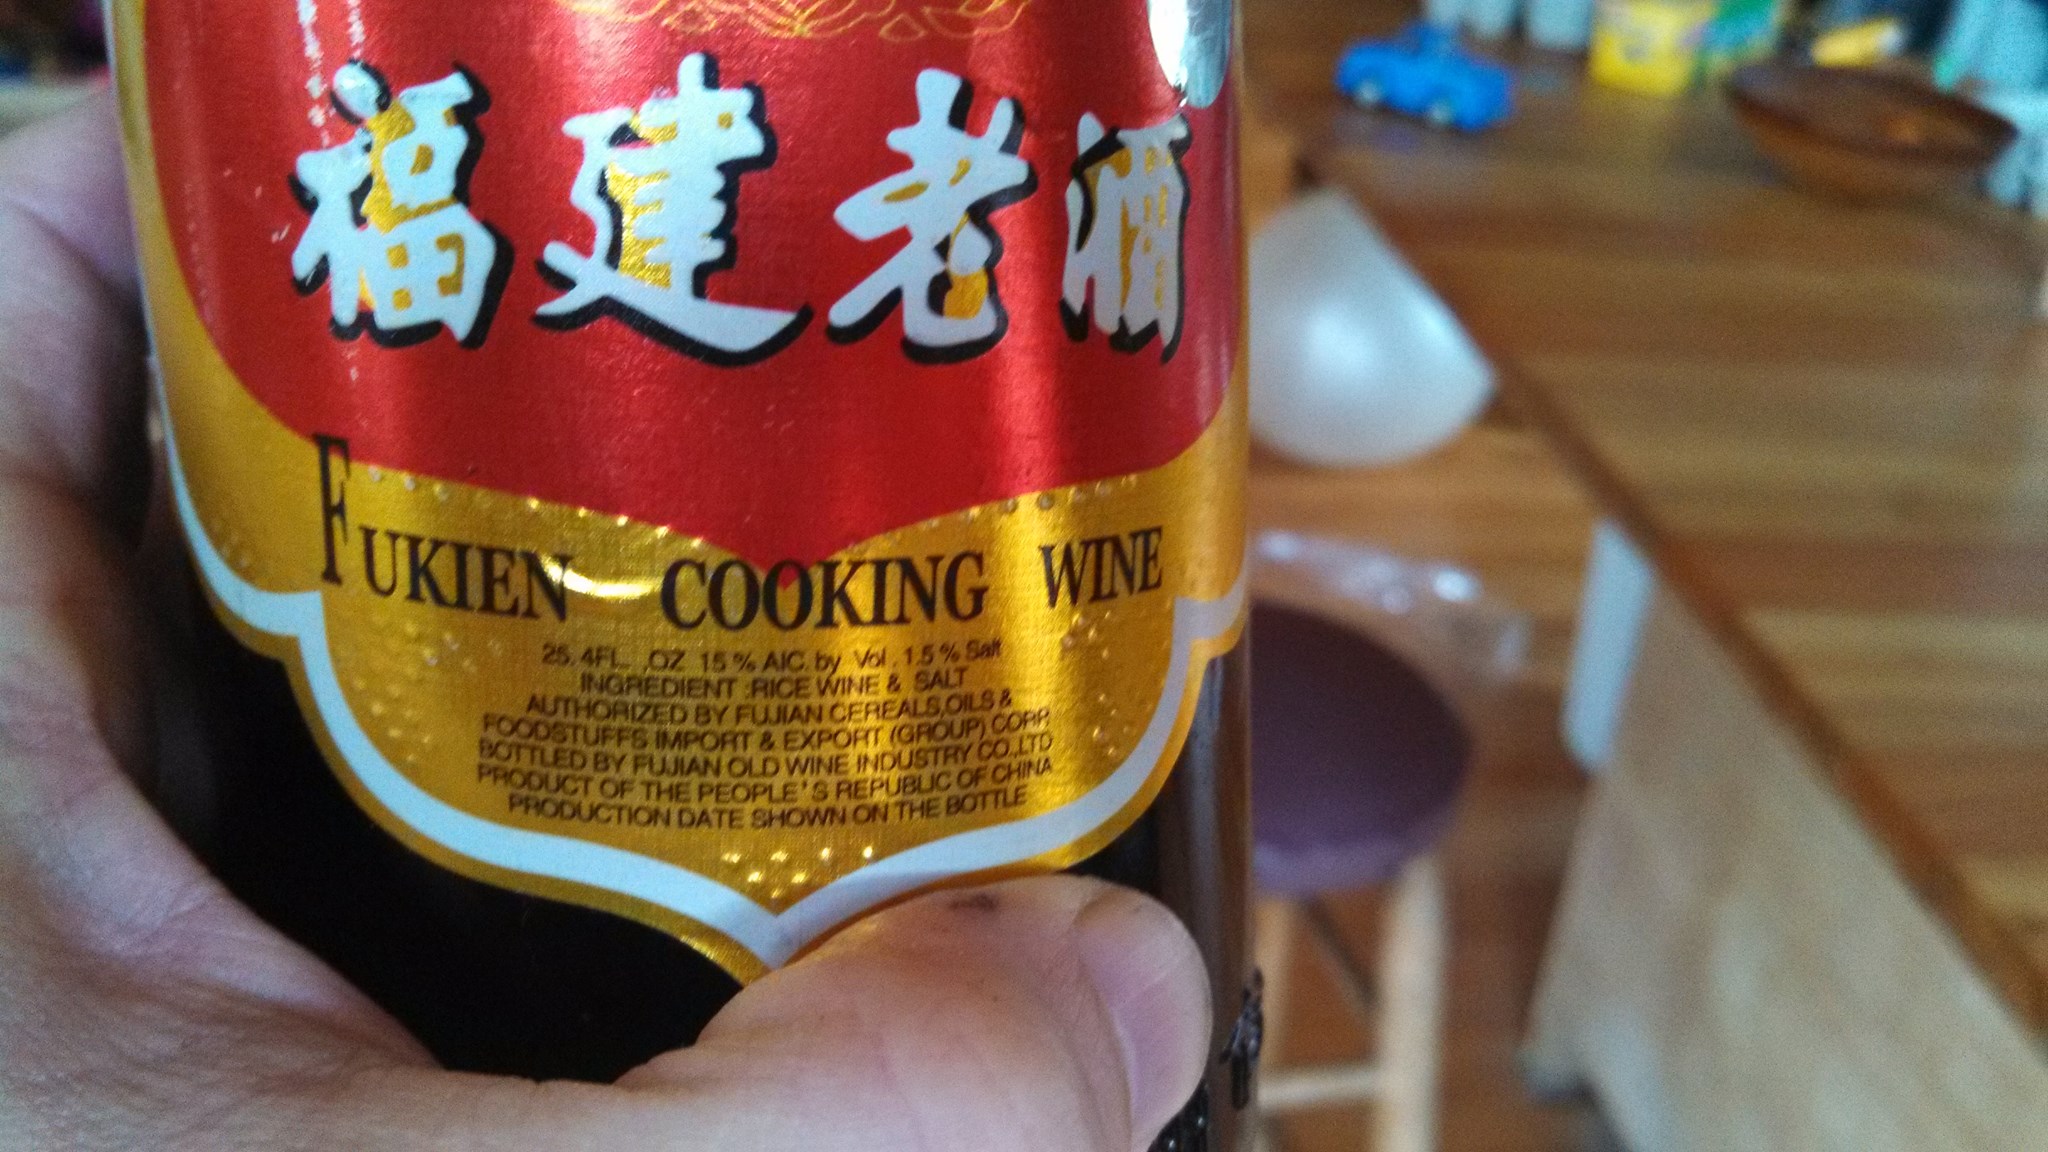 福建老酒
FUKIEN COOKING WINE
25.4FL. .OZ 15% AlC. by Vol . 1.5% Salt
INGREDIENT :RICE WINE & SALT
AUTHORIZED BY FUJIAN CEREALS,OILS &
FOODSTUFFS IMPORT & EXPORT (GROUP) CORP
BOTTLED BY FUJIAN OLD WINE INDUSTRY CO.,LTD
PRODUCT OF THE PEOPLE'S REPUBLIC OF CHINA
PRODUCTION DATE SHOWN ON THE BOTTLE